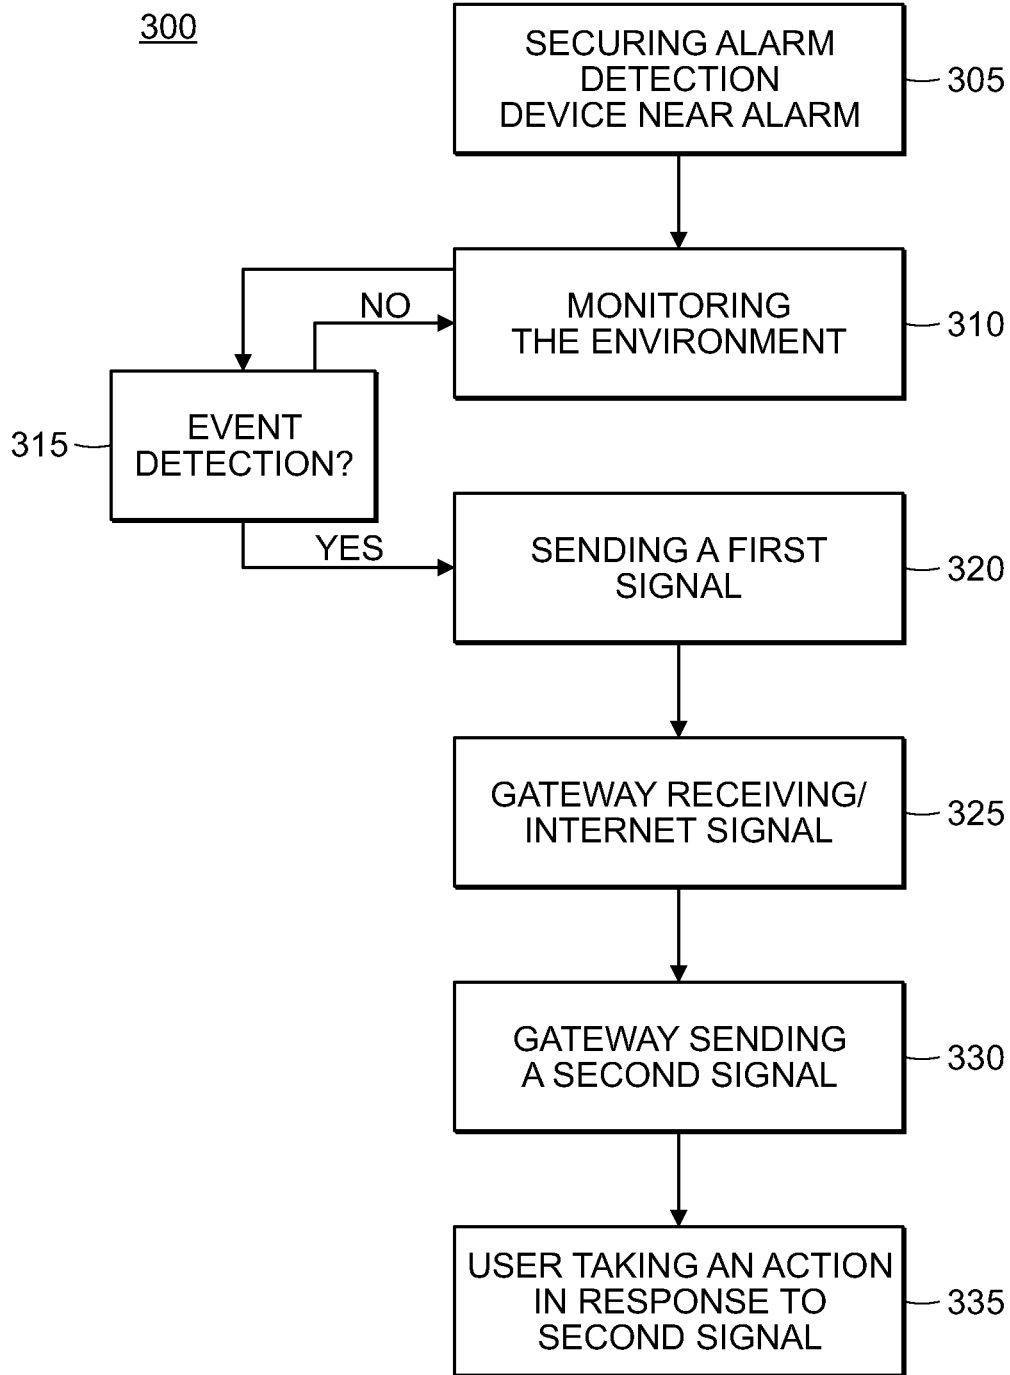 300
SECURING ALARM
DETECTION
DEVICE NEAR ALARM
305
MONITORING
THE ENVIRONMENT
310
NO
EVENT
DETECTION?
315
YES
SENDING A FIRST
SIGNAL
320
GATEWAY RECEIVING/
INTERNET SIGNAL
325
GATEWAY SENDING
A SECOND SIGNAL
330
USER TAKING AN ACTION
IN RESPONSE TO
SECOND SIGNAL
335